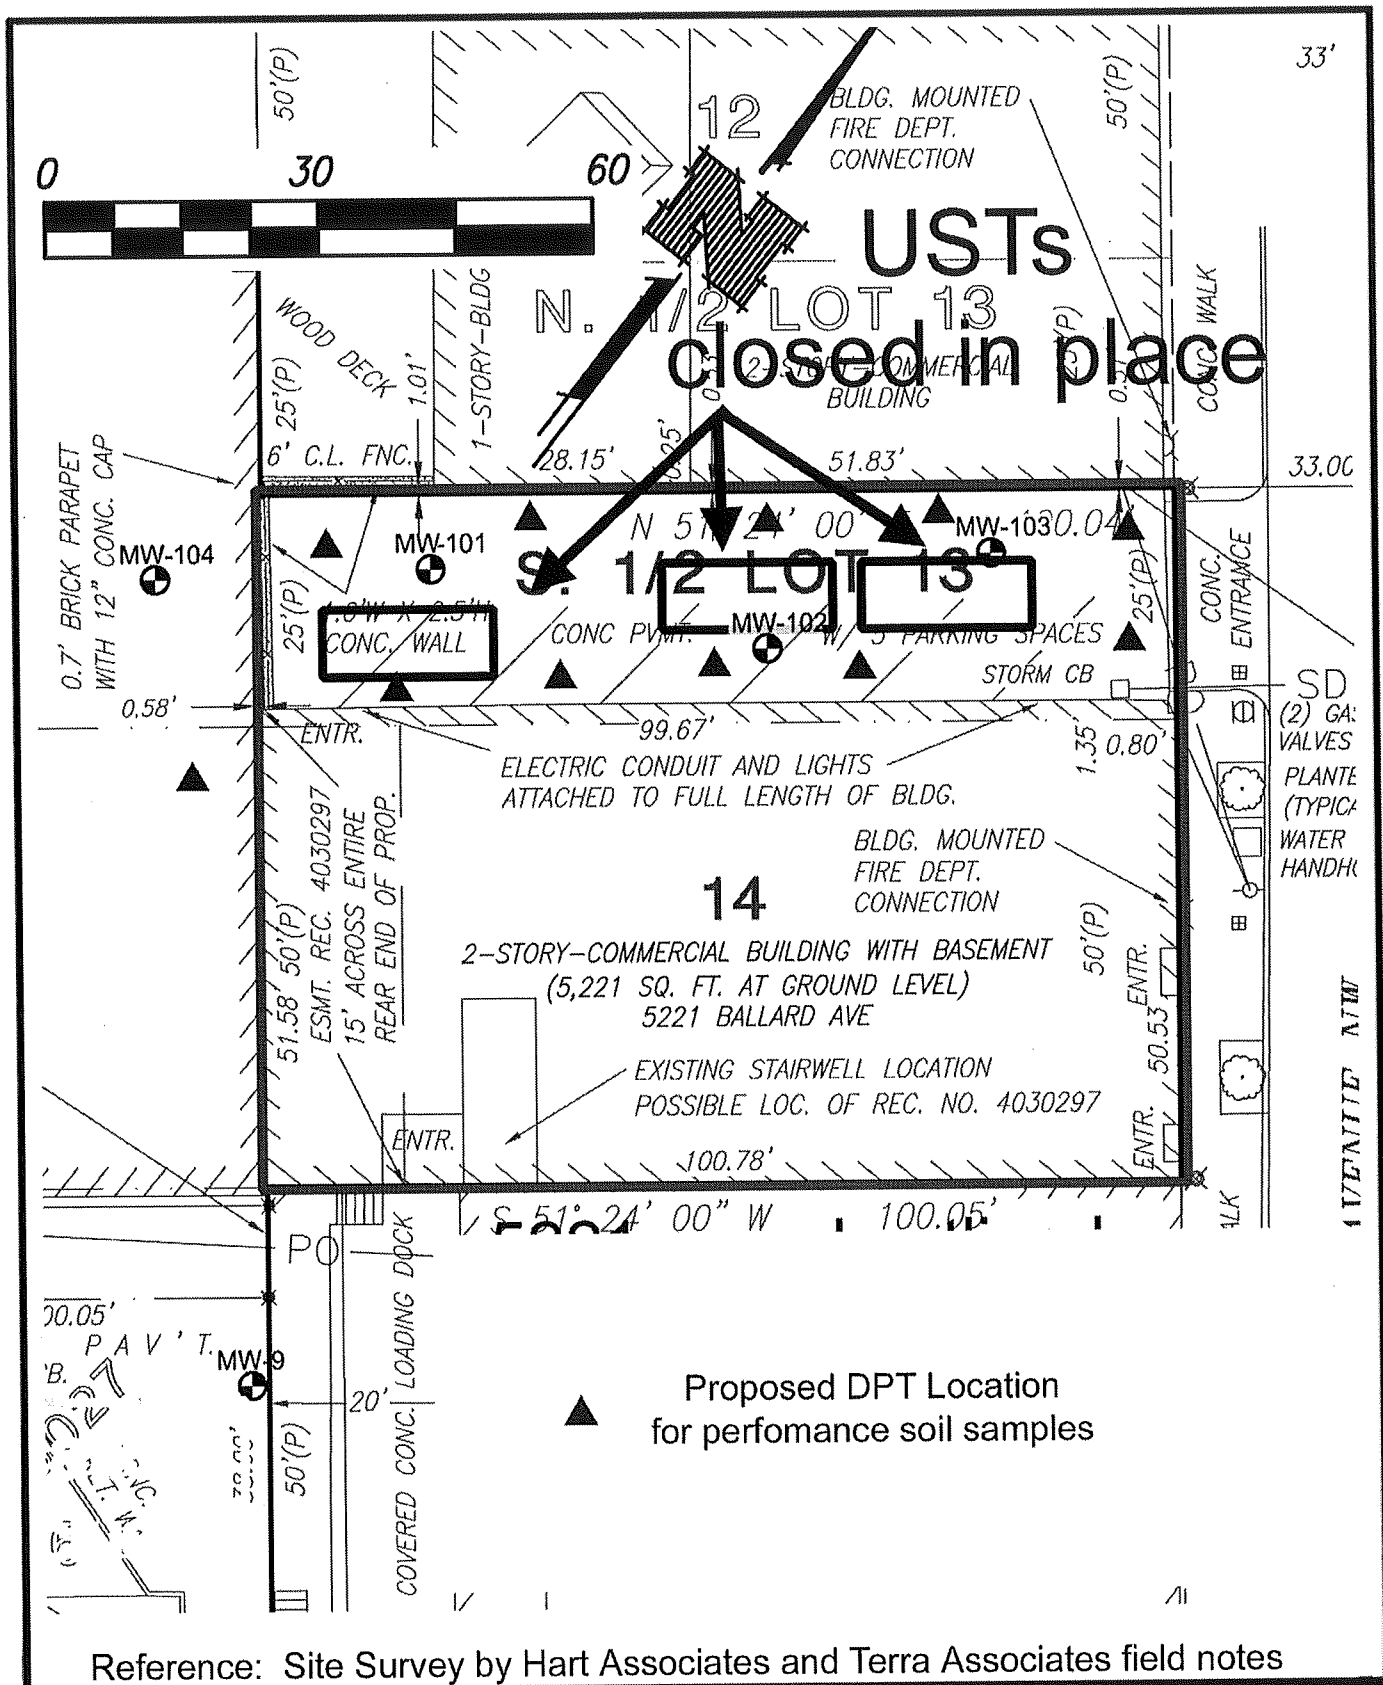 33'
50'(P)
50'(P)
12
BLDG. MOUNTED
FIRE DEPT.
CONNECTION
0 30 60
N
USTs
closed in place
N. 1/2 LOT 13
2-STORY-COMMERCIAL
BUILDING
WOOD DECK
25'(P)
1.01'
1-STORY-BLDG
CONC WALK
6' C.L. FNC.
28.15'
51.83'
33.00
0.7' BRICK PARAPET
WITH 12" CONC. CAP
MW-104
MW-101
MW-103
S. 1/2 LOT 13
25'(P)
25'(P)
CONC.
ENTRANCE
CONC. WALL
CONC PVMT.
MW-102
PARKING SPACES
STORM CB
SD
0.58'
ENTR.
99.67'
1.35'
0.80'
(2) GA
VALVES
ELECTRIC CONDUIT AND LIGHTS
ATTACHED TO FULL LENGTH OF BLDG.
PLANTE
(TYPICA
WATER
HANDH
51.58' 50'(P)
ESMT. REC. 4030297
15' ACROSS ENTIRE
REAR END OF PROP.
BLDG. MOUNTED
FIRE DEPT.
CONNECTION
14
2-STORY-COMMERCIAL BUILDING WITH BASEMENT
(5,221 SQ. FT. AT GROUND LEVEL)
5221 BALLARD AVE
50'(P)
ENTR.
50.53'
EXISTING STAIRWELL LOCATION
POSSIBLE LOC. OF REC. NO. 4030297
AVENUE NW
ENTR.
ENTR.
100.78'
S 51° 24' 00" W 100.05'
ALK
PO
00.05'
PAV'T.
MW-9
20'
50'(P)
COVERED CONC. LOADING DOCK
Proposed DPT Location
for perfomance soil samples
Reference: Site Survey by Hart Associates and Terra Associates field notes